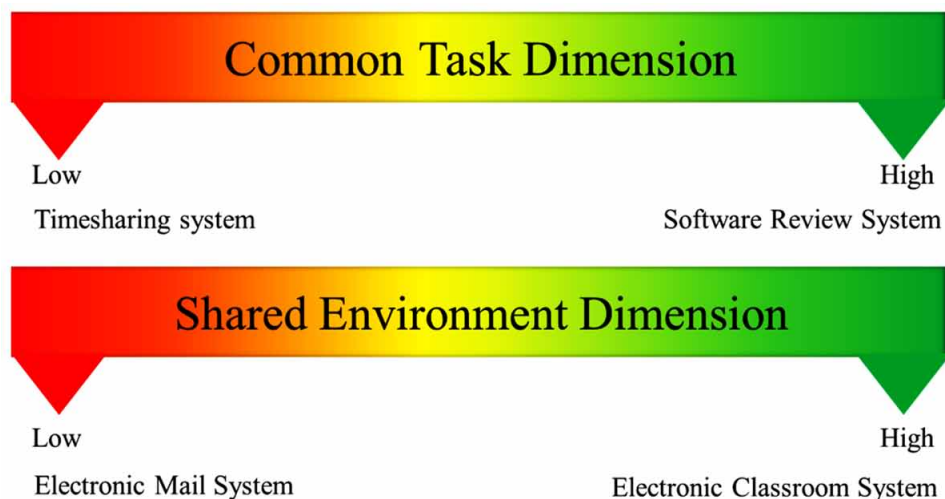 Common Task Dimension
Low High
Timesharing system Software Review System
Shared Environment Dimension
Low High
Electronic Mail System Electronic Classroom System